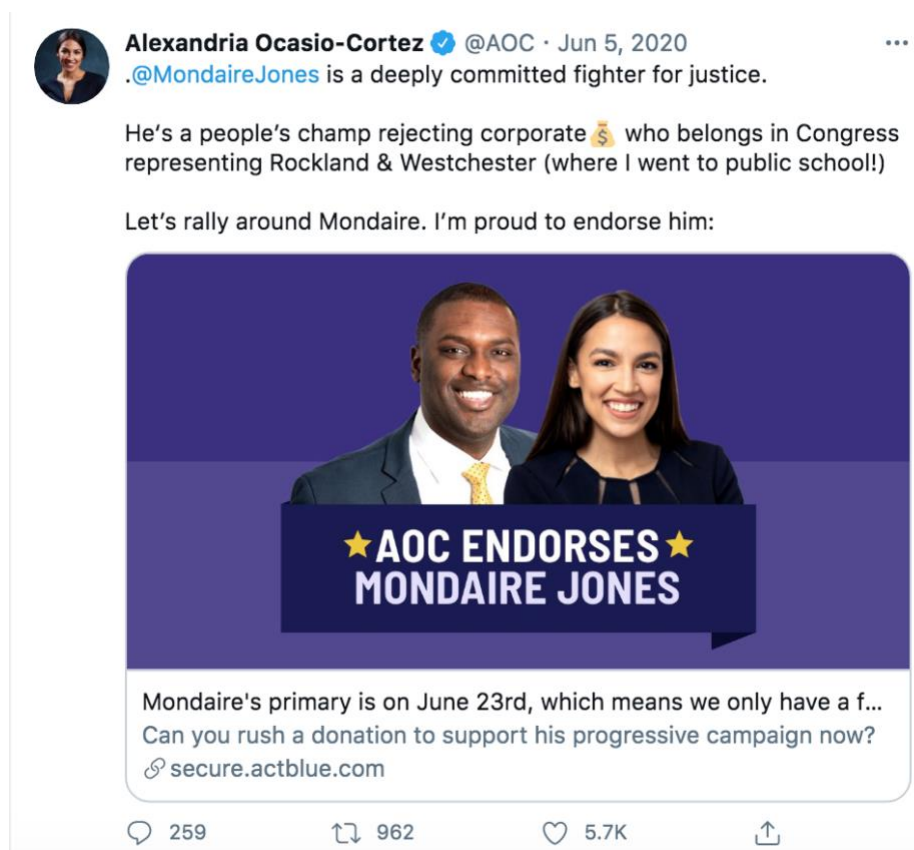 Alexandria Ocasio-Cortez @AOC · Jun 5, 2020
.@MondaireJones is a deeply committed fighter for justice.
He's a people's champ rejecting corporate💰 who belongs in Congress
representing Rockland & Westchester (where I went to public school!)
Let's rally around Mondaire. I'm proud to endorse him:
★AOC ENDORSES★
MONDAIRE JONES
Mondaire's primary is on June 23rd, which means we only have a f...
Can you rush a donation to support his progressive campaign now?
secure.actblue.com
259 962 5.7K